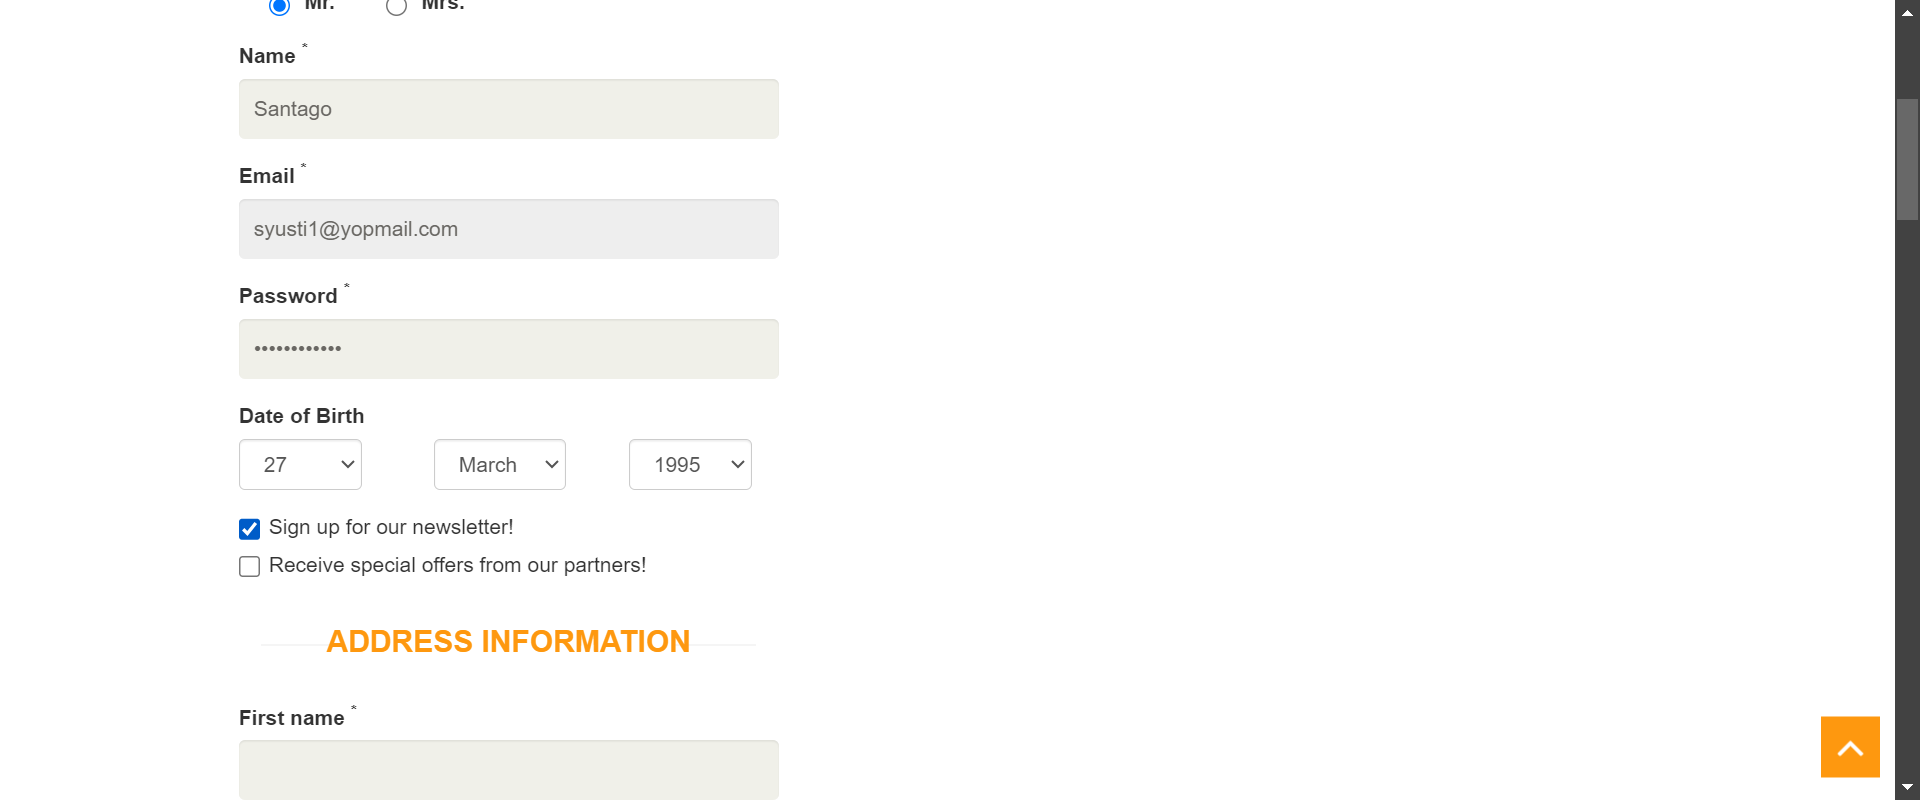 Mr. Mrs.
Name *
Santago
Email *
syusti1@yopmail.com
Password *
••••••••••••
Date of Birth
27 March 1995
Sign up for our newsletter!
Receive special offers from our partners!
ADDRESS INFORMATION
First name *